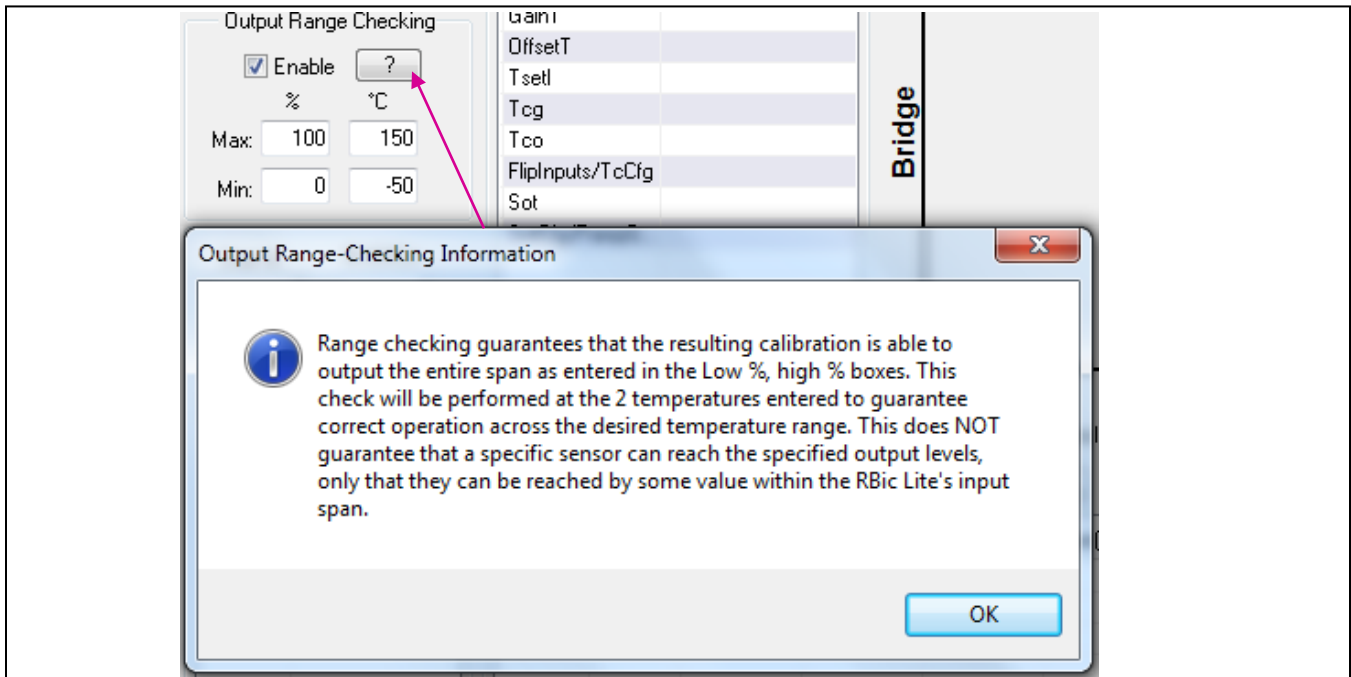 Output Range Checking
Enable ?
% °C
Max: 100 150
Min: 0 -50
GainT
OffsetT
TsetI
Tcg
Tco
FlipInputs/TcCfg
Sot
Bridge
Output Range-Checking Information
Range checking guarantees that the resulting calibration is able to
output the entire span as entered in the Low %, high % boxes. This
check will be performed at the 2 temperatures entered to guarantee
correct operation across the desired temperature range. This does NOT
guarantee that a specific sensor can reach the specified output levels,
only that they can be reached by some value within the RBic Lite's input
span.
OK